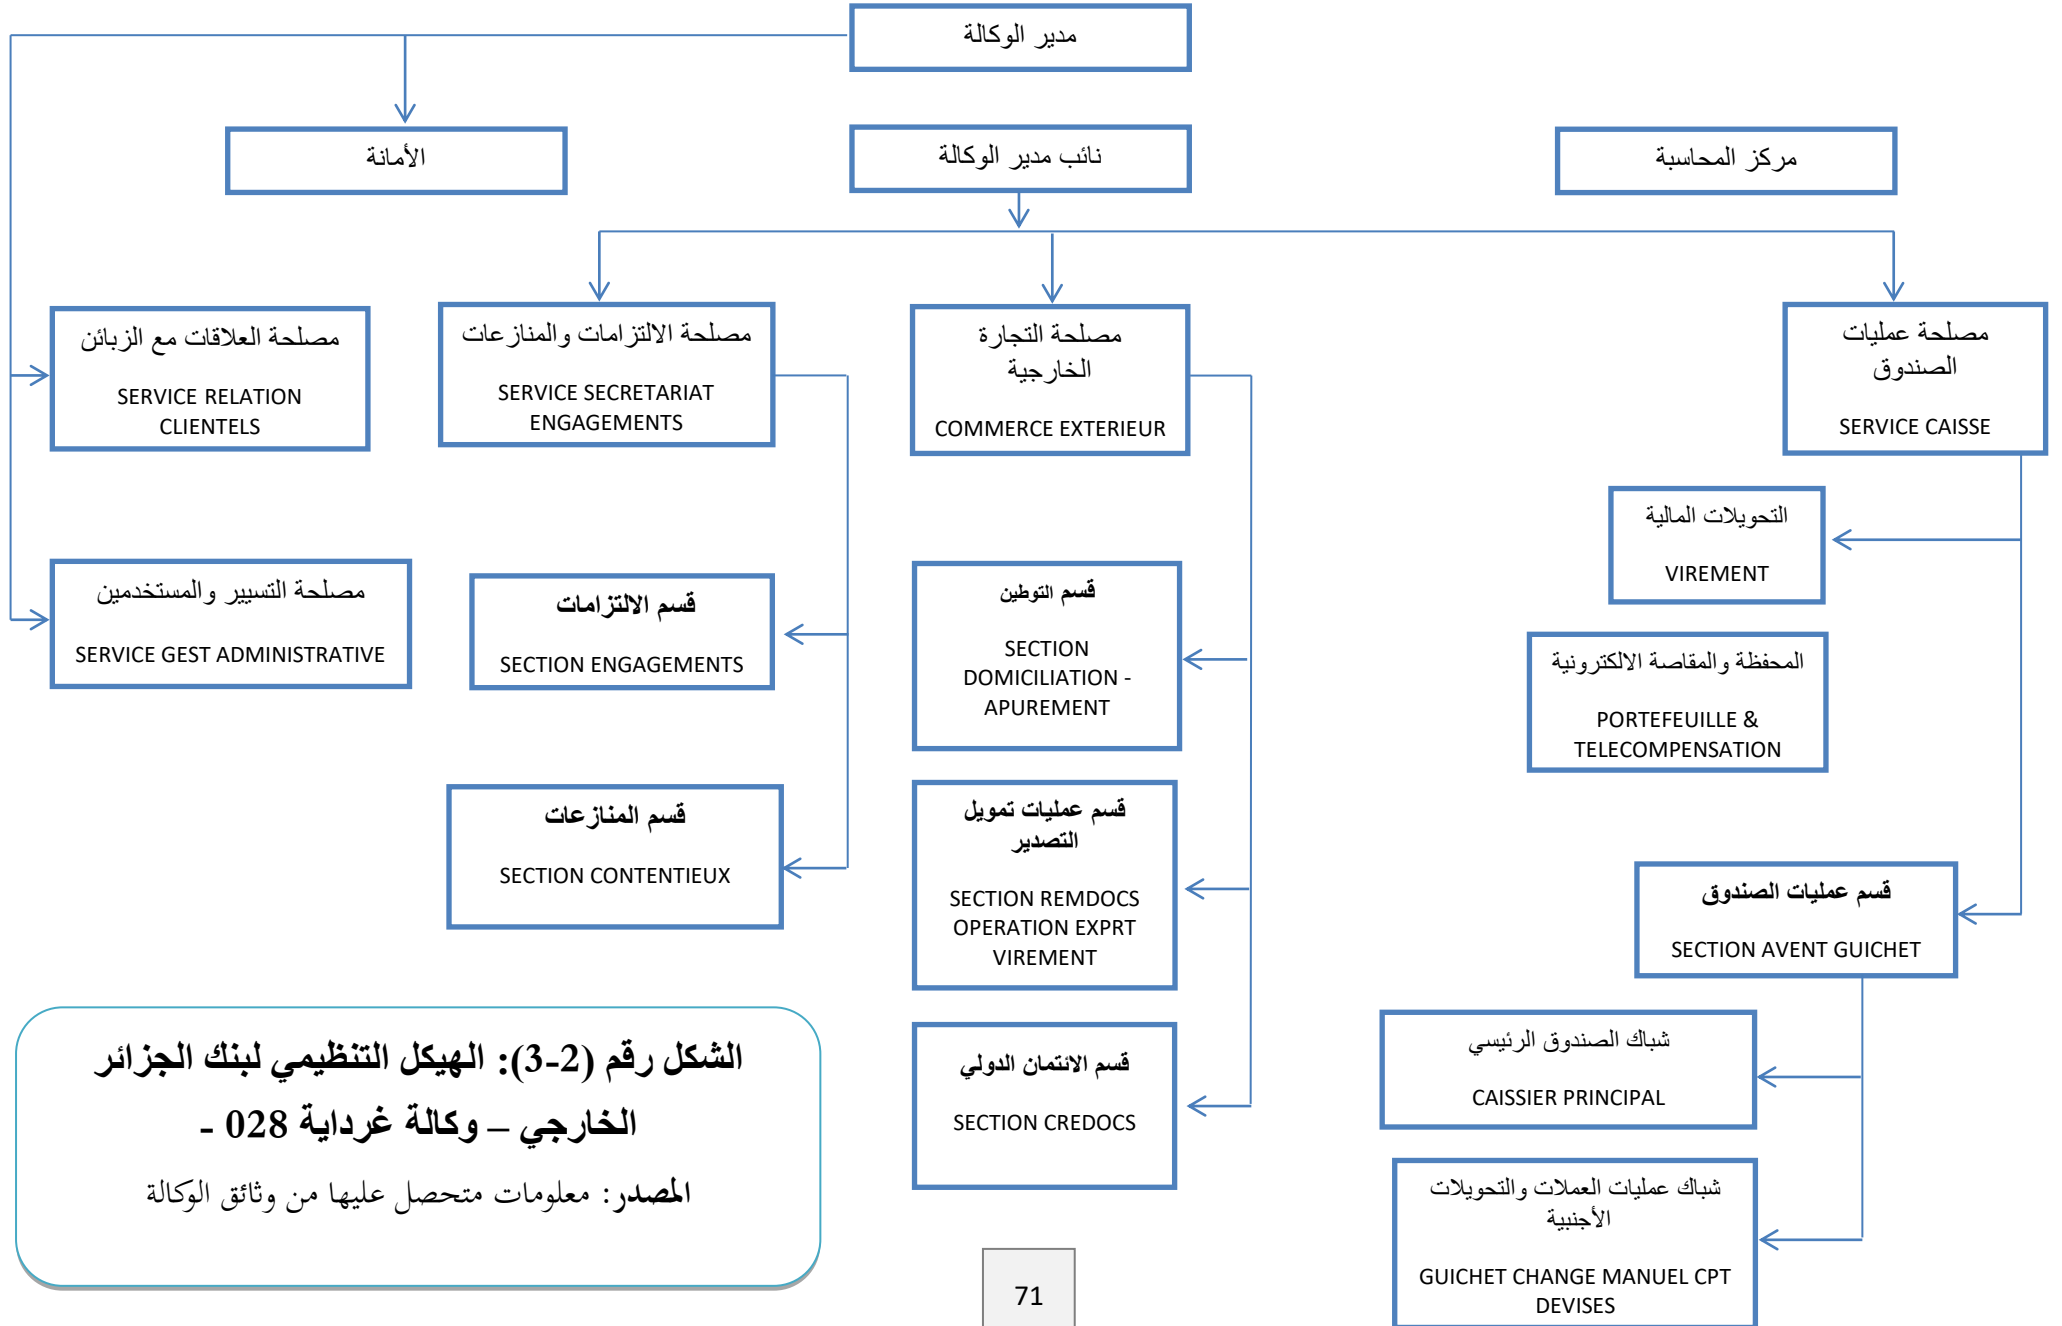 مدير الوكالة
الأمانة
نائب مدير الوكالة
مركز المحاسبة
مصلحة العلاقات مع الزبائن
SERVICE RELATION
CLIENTELS
مصلحة الالتزامات والمنازعات
SERVICE SECRETARIAT
ENGAGEMENTS
مصلحة التجارة
الخارجية
COMMERCE EXTERIEUR
مصلحة عمليات
الصندوق
SERVICE CAISSE
التحويلات المالية
VIREMENT
مصلحة التسيير والمستخدمين
SERVICE GEST ADMINISTRATIVE
قسم الالتزامات
SECTION ENGAGEMENTS
قسم التوطين
SECTION
DOMICILIATION -
APUREMENT
المحفظة والمقاصة الالكترونية
PORTEFEUILLE &
TELECOMPENSATION
قسم المنازعات
SECTION CONTENTIEUX
قسم عمليات تمويل
التصدير
SECTION REMDOCS
OPERATION EXPRT
VIREMENT
قسم عمليات الصندوق
SECTION AVENT GUICHET
قسم الائتمان الدولي
SECTION CREDOCS
شباك الصندوق الرئيسي
CAISSIER PRINCIPAL
شباك عمليات العملات والتحويلات
الأجنبية
GUICHET CHANGE MANUEL CPT
DEVISES
الشكل رقم (2-3): الهيكل التنظيمي لبنك الجزائر
الخارجي – وكالة غرداية 028 -
المصدر: معلومات متحصل عليها من وثائق الوكالة
71